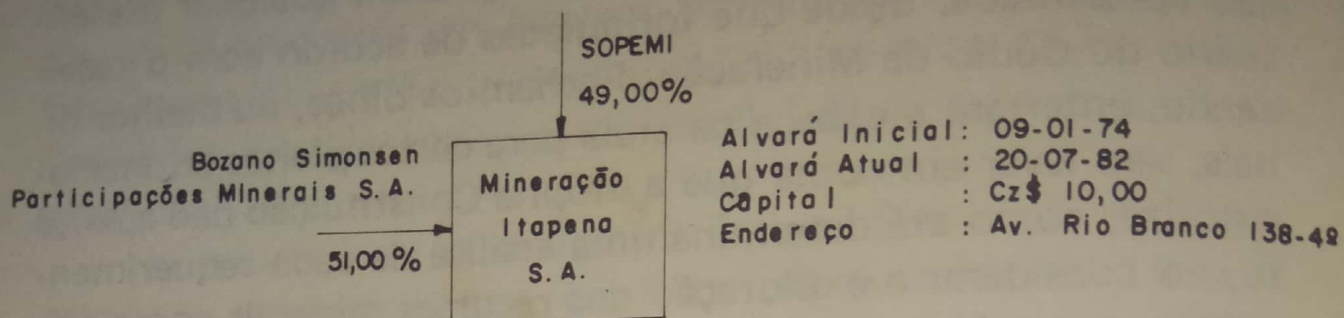 SOPEMI
49,00%
Bozano Simonsen
Participações Minerais S. A.
51,00 %
Mineração
Itapena
S. A.
Alvará Inicial: 09-01-74
Alvará Atual : 20-07-82
Capital : Cz$ 10,00
Endereço : Av. Rio Branco 138-4º